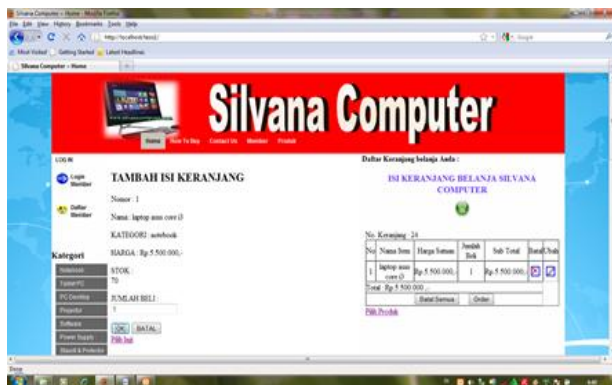 Silvana Computer - Home - Mozilla Firefox
File Edit View History Bookmarks Tools Help
Most Visited Getting Started Latest Headlines
Silvana Computer - Home
Silvana Computer
Home How To Buy Contact Us Member Produk
LOG IN
Login Member
Daftar Member
Kategori
Notebook
Tablet PC
PC Desktop
Proyektor
Software
Power Supply
TAMBAH ISI KERANJANG
Nomor : 1
Nama : laptop asus core i3
KATEGORI : notebook
HARGA : Rp.5.500.000,-
STOK :
70
JUMLAH BELI :
1
OK BATAL
Daftar Keranjang belanja Anda :
ISI KERANJANG BELANJA SILVANA
COMPUTER
No. Keranjang : 24
No Nama Item Harga Satuan Jumlah Beli Sub Total Batal Ubah
1 laptop asus core i3 Rp.5.500.000,- 1 Rp.5.500.000,-
Total : Rp.5.500.000,-
Batal Semua Order
Pilih Produk
Done